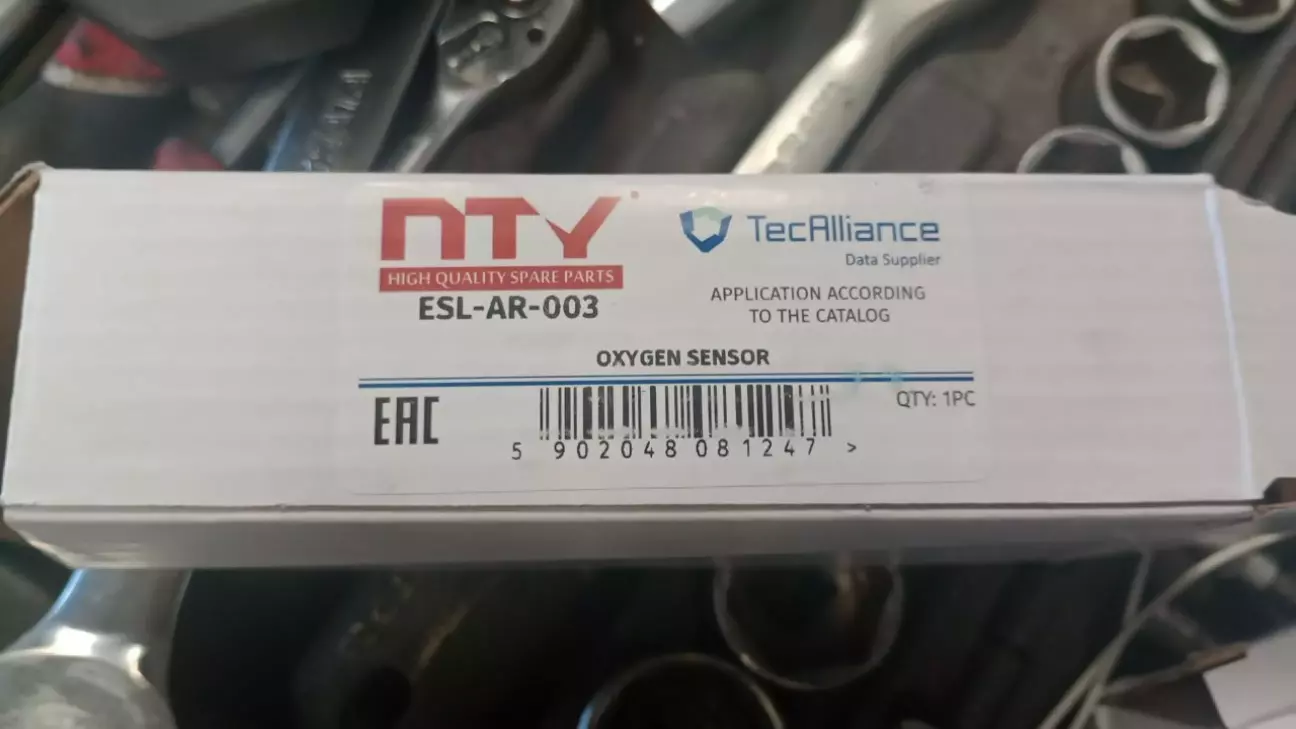 NTY
HIGH QUALITY SPARE PARTS
ESL-AR-003
TecAlliance
Data Supplier
APPLICATION ACCORDING
TO THE CATALOG
OXYGEN SENSOR
EAC
QTY: 1PC
5 902048 081247 >